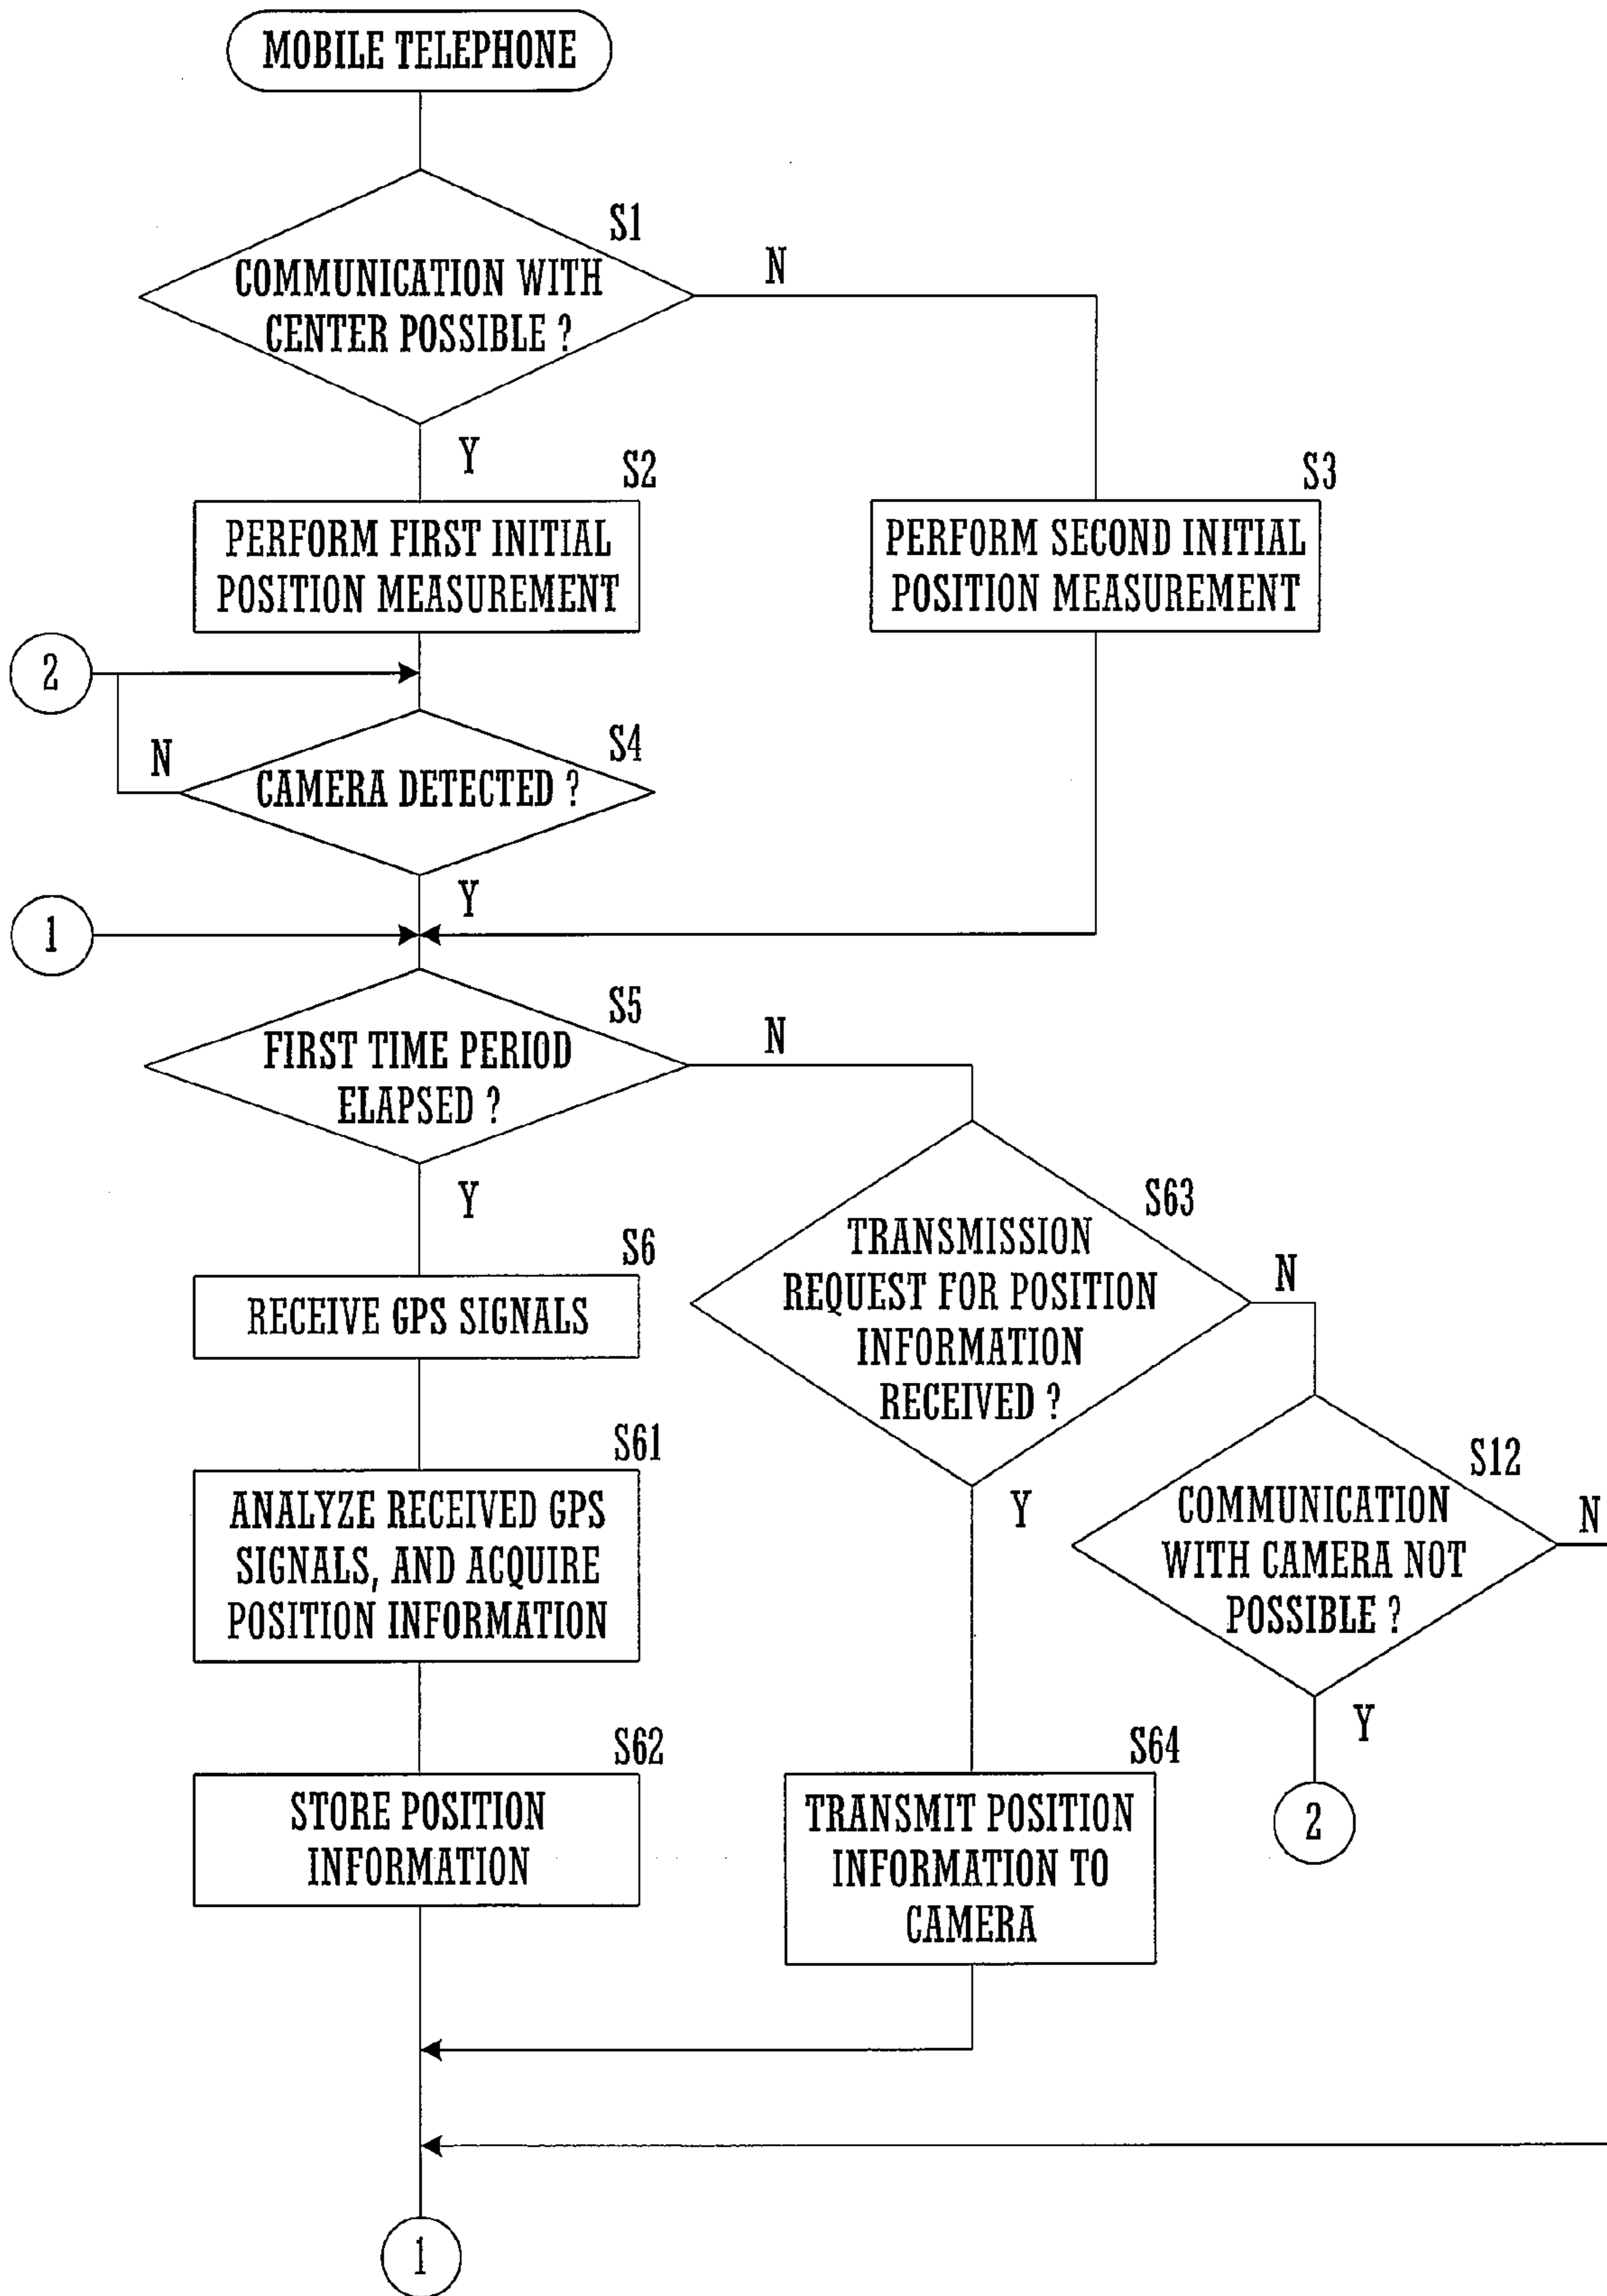 MOBILE TELEPHONE
S1
N
COMMUNICATION WITH
CENTER POSSIBLE ?
Y
S2
S3
PERFORM FIRST INITIAL
POSITION MEASUREMENT
PERFORM SECOND INITIAL
POSITION MEASUREMENT
2
S4
N
CAMERA DETECTED ?
Y
1
S5
N
FIRST TIME PERIOD
ELAPSED ?
Y
S63
TRANSMISSION
REQUEST FOR POSITION
INFORMATION
RECEIVED ?
N
S6
RECEIVE GPS SIGNALS
S61
ANALYZE RECEIVED GPS
SIGNALS, AND ACQUIRE
POSITION INFORMATION
Y
S12
COMMUNICATION
WITH CAMERA NOT
POSSIBLE ?
N
Y
S62
STORE POSITION
INFORMATION
S64
TRANSMIT POSITION
INFORMATION TO
CAMERA
2
1